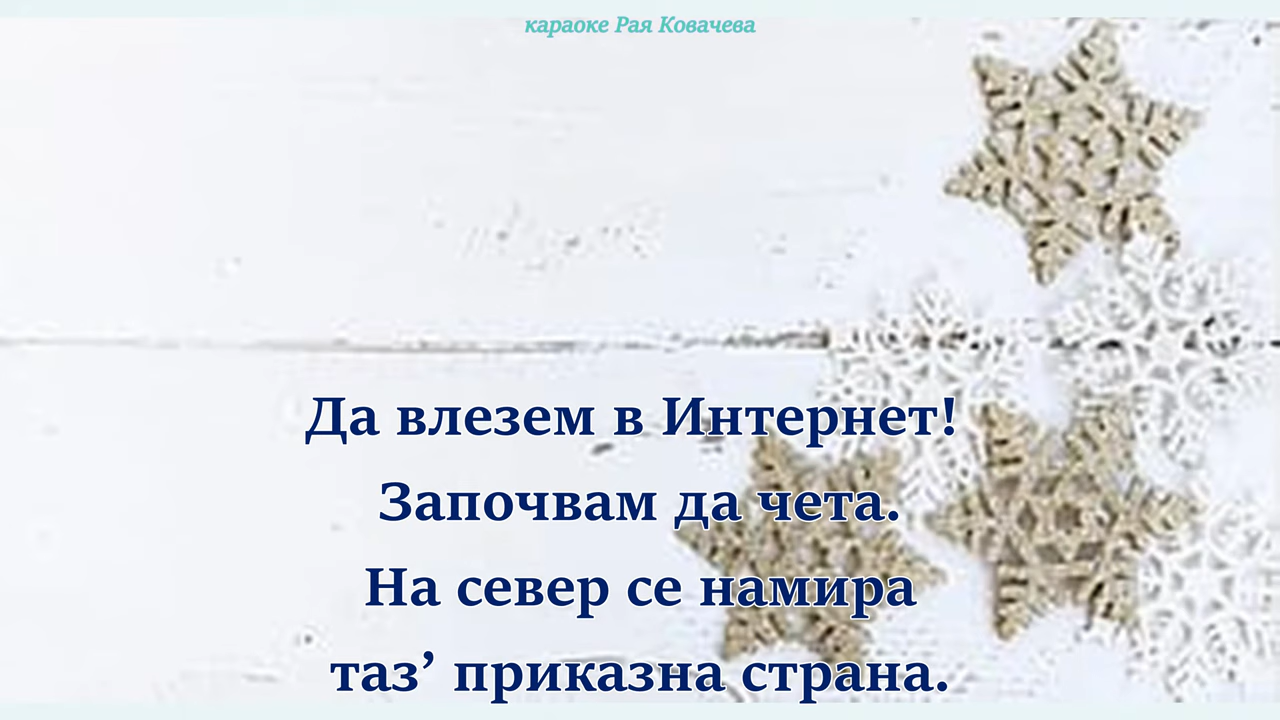 караоке Рая Ковачева
Да влезем в Интернет!
Започвам да чета.
На север се намира
таз’ приказна страна.